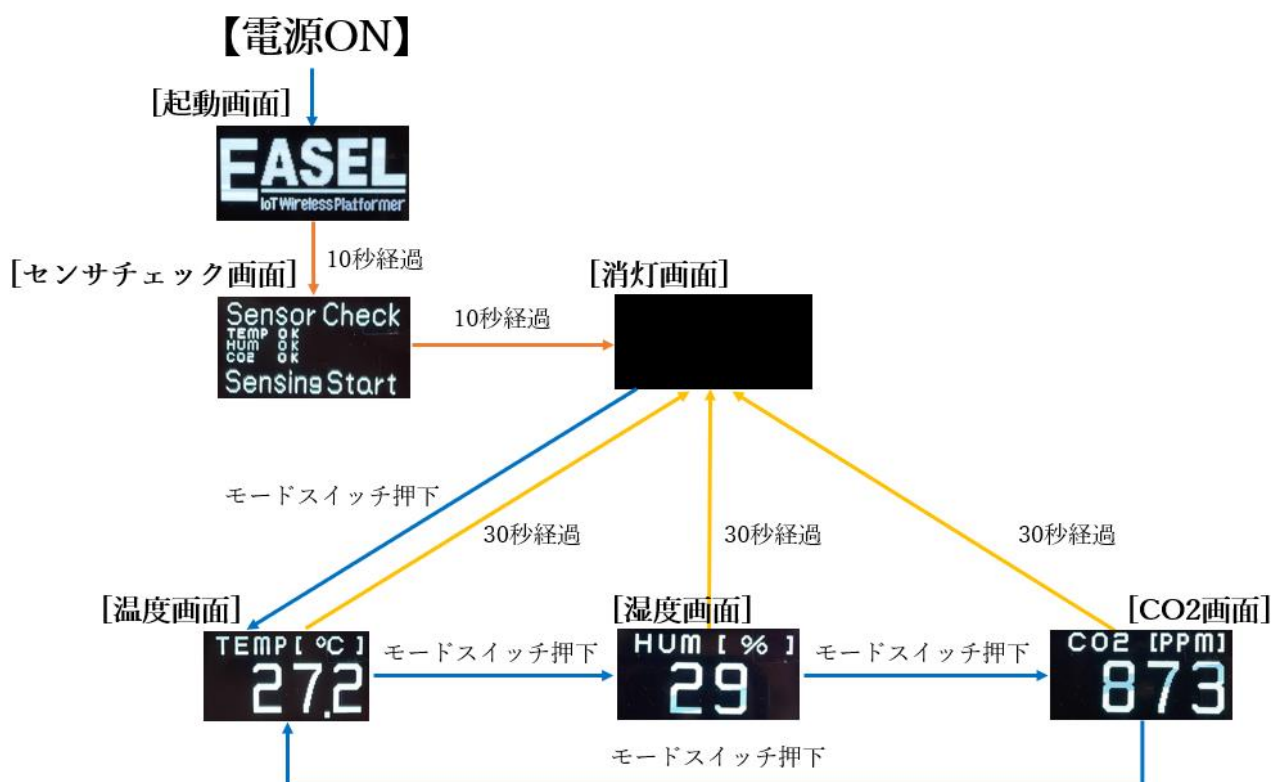 【電源ON】
[起動画面]
EASEL
IoT Wireless Platformer
10秒経過
[センサチェック画面]
[消灯画面]
Sensor Check
TEMP OK
HUM OK
CO2 OK
Sensing Start
10秒経過
モードスイッチ押下
30秒経過
30秒経過
30秒経過
[温度画面]
[湿度画面]
[CO2画面]
TEMP[ ℃ ]
27.2
モードスイッチ押下
HUM [ % ]
29
モードスイッチ押下
CO2 [PPM]
873
モードスイッチ押下